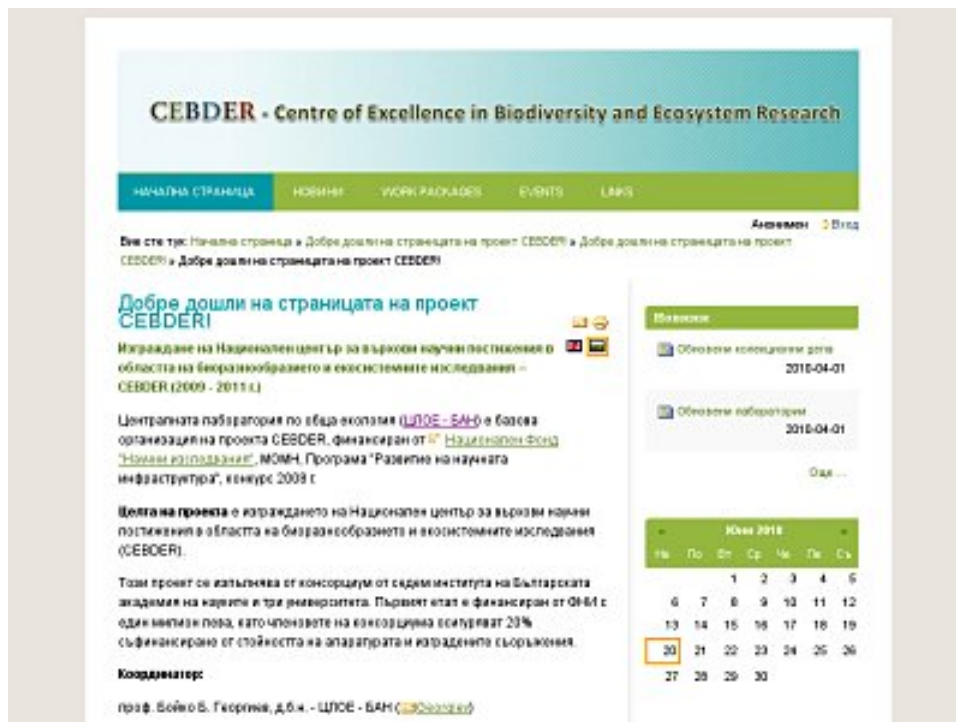 CEBDER - Centre of Excellence in Biodiversity and Ecosystem Research
НАЧАЛНА СТРАНИЦА НОВИНИ WORK PACKAGES EVENTS LINKS
Анонимен Вход
Вие сте тук: Начална страница » Добре дошли на страницата на проект CEBDER! » Добре дошли на страницата на проект
CEBDER! » Добре дошли на страницата на проект CEBDER!
Добре дошли на страницата на проект
CEBDER!
Изграждане на Национален център за върхови научни постижения в
областта на биоразнообразието и екосистемните изследвания –
CEBDER (2009 - 2011 г.)
Централната лаборатория по обща екология (ЦЛОЕ - БАН) е базова
организация на проекта CEBDER, финансиран от Национален Фонд
"Научни изследвания", МОМН, Програма "Развитие на научната
инфраструктура", конкурс 2008 г.
Целта на проекта е изграждането на Национален център за върхови научни
постижения в областта на биоразнообразието и екосистемните изследвания
(CEBDER).
Този проект се изпълнява от консорциум от седем института на Българската
академия на науките и три университета. Първият етап е финансиран от ФНИ с
един милион лева, като членовете на консорциума осигуряват 20%
съфинансиране от стойността на апаратурата и изградените съоръжения.
Координатор:
проф. Бойко Б. Георгиев, д.б.н. - ЦЛОЕ - БАН (Georgiev)
Новини
Обновени колекционни депа
2010-04-01
Обновени лаборатории
2010-04-01
Още ...
« Юни 2010 »
Не По Вт Ср Че Пе Съ
1 2 3 4 5
6 7 8 9 10 11 12
13 14 15 16 17 18 19
20 21 22 23 24 25 26
27 28 29 30